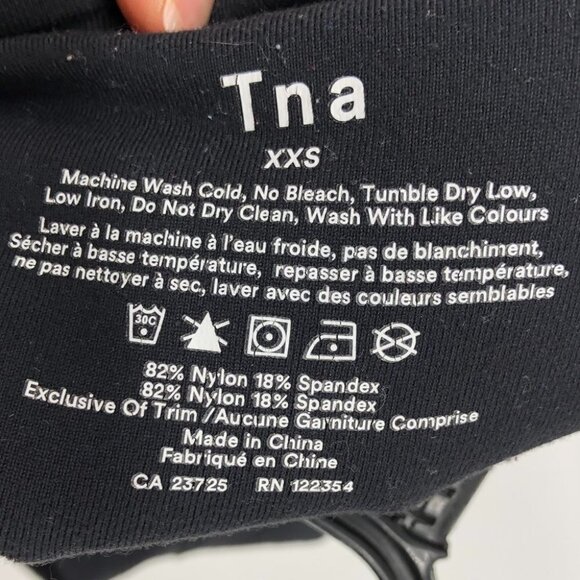 Tna
XXS
Machine Wash Cold, No Bleach, Tumble Dry Low,
Low Iron, Do Not Dry Clean, Wash With Like Colours
Laver à la machine à l'eau froide, pas de blanchiment,
Sécher à basse température, repasser à basse température,
ne pas nettoyer à sec, laver avec des couleurs semblables
30C
82% Nylon 18% Spandex
82% Nylon 18% Spandex
Exclusive Of Trim /Aucune Garniture Comprise
Made in China
Fabriqué en Chine
CA 23725 RN 122354